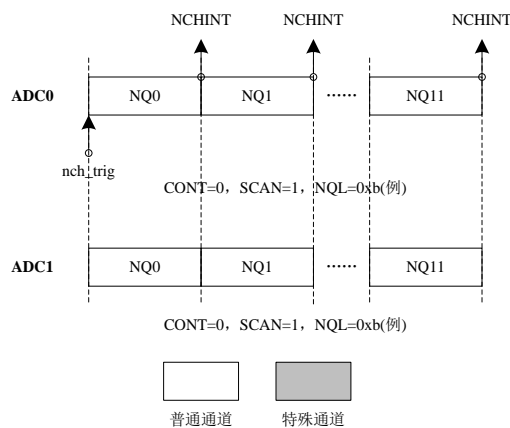 NCHINT NCHINT NCHINT
ADC0 NQ0 NQ1 ······ NQ11
nch_trig
CONT=0，SCAN=1，NQL=0xb(例)
ADC1 NQ0 NQ1 ······ NQ11
CONT=0，SCAN=1，NQL=0xb(例)
普通通道 特殊通道